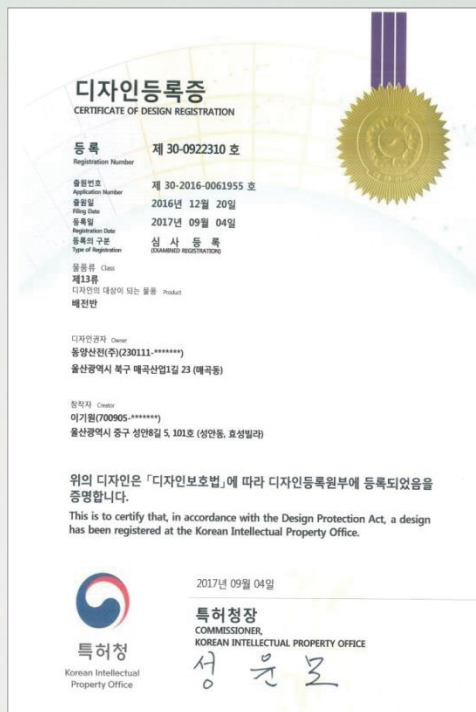 디자인등록증
CERTIFICATE OF DESIGN REGISTRATION
등 록 제 30-0922310 호
Registration Number
출원번호 제 30-2016-0061955 호
Application Number
출원일 2016년 12월 20일
Filing Date
등록일 2017년 09월 04일
Registration Date
등록의 구분 심 사 등 록
Type of Registration (EXAMINED REGISTRATION)
물품류 Class
제13류
디자인의 대상이 되는 물품 Product
배전반
디자인권자 Owner
동양산전(주)(230111-*******)
울산광역시 북구 매곡산업1길 23 (매곡동)
창작자 Creator
이기원(700905-*******)
울산광역시 중구 성안8길 5, 101호 (성안동, 효성빌라)
위의 디자인은 「디자인보호법」에 따라 디자인등록원부에 등록되었음을
증명합니다.
This is to certify that, in accordance with the Design Protection Act, a design
has been registered at the Korean Intellectual Property Office.
2017년 09월 04일
특허청장
COMMISSIONER,
KOREAN INTELLECTUAL PROPERTY OFFICE
성 윤 모
특허청
Korean Intellectual
Property Office